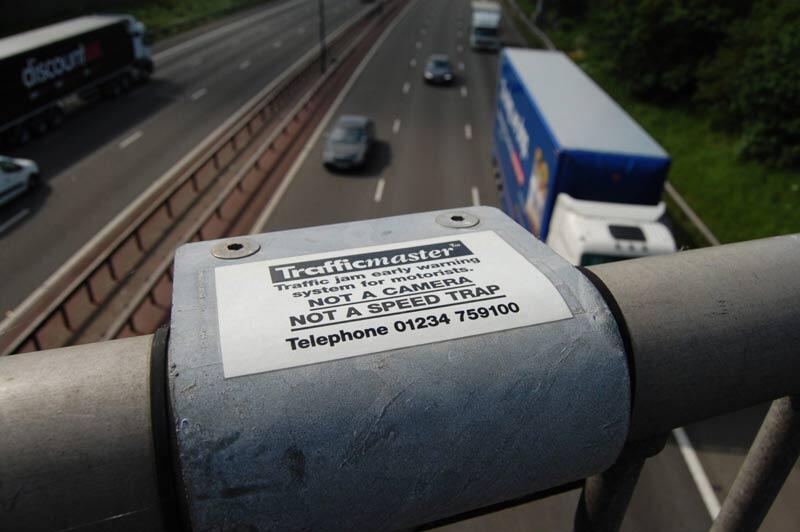 discount
Trafficmaster™
Traffic jam early warning
system for motorists.
NOT A CAMERA
NOT A SPEED TRAP
Telephone 01234 759100